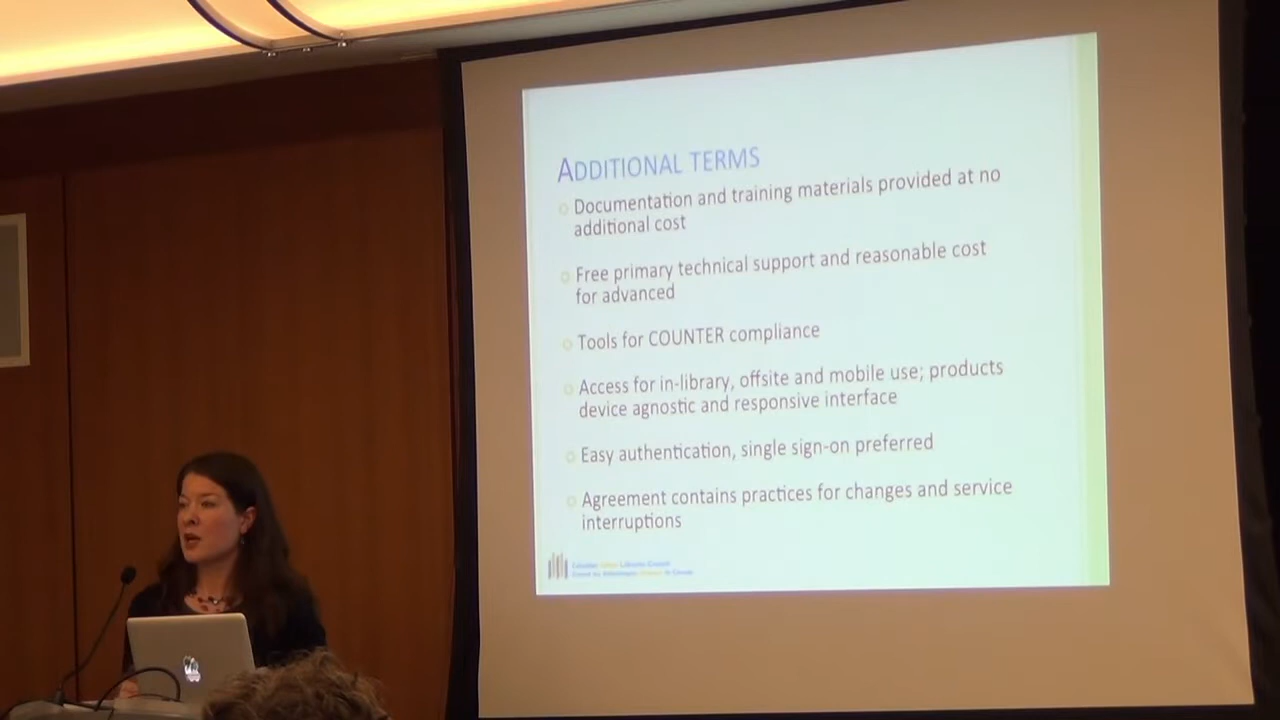 ADDITIONAL TERMS
Documentation and training materials provided at no
additional cost
Free primary technical support and reasonable cost
for advanced
Tools for COUNTER compliance
Access for in-library, offsite and mobile use; products
device agnostic and responsive interface
Easy authentication, single sign-on preferred
Agreement contains practices for changes and service
interruptions